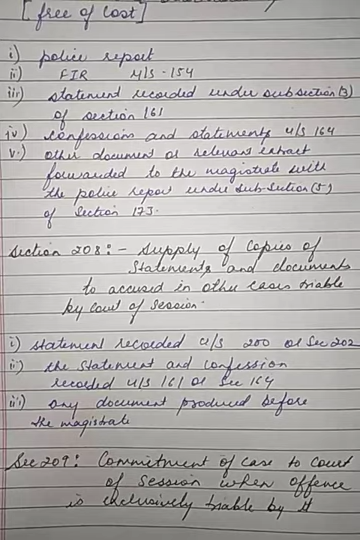 [free of cost]
i) police report
ii) FIR u/s - 154
iii) statement recorded under subsection(3)
of section 161
iv) confessions and statements u/s 164
v) other document or relevant extract
forwarded to the magistrate with
the police report under sub-section (5)
of Section 173.
Section 208:- Supply of Copies of
Statements and documents
to accused in other cases triable
by court of session.
i) statement recorded u/s 200 or Sec 202
ii) the statement and confession
recorded u/s 161 or Sec 164
iii) any document produced before
the magistrate
Sec 209: Commitment of case to Court
of Session when offence
is exclusively triable by it